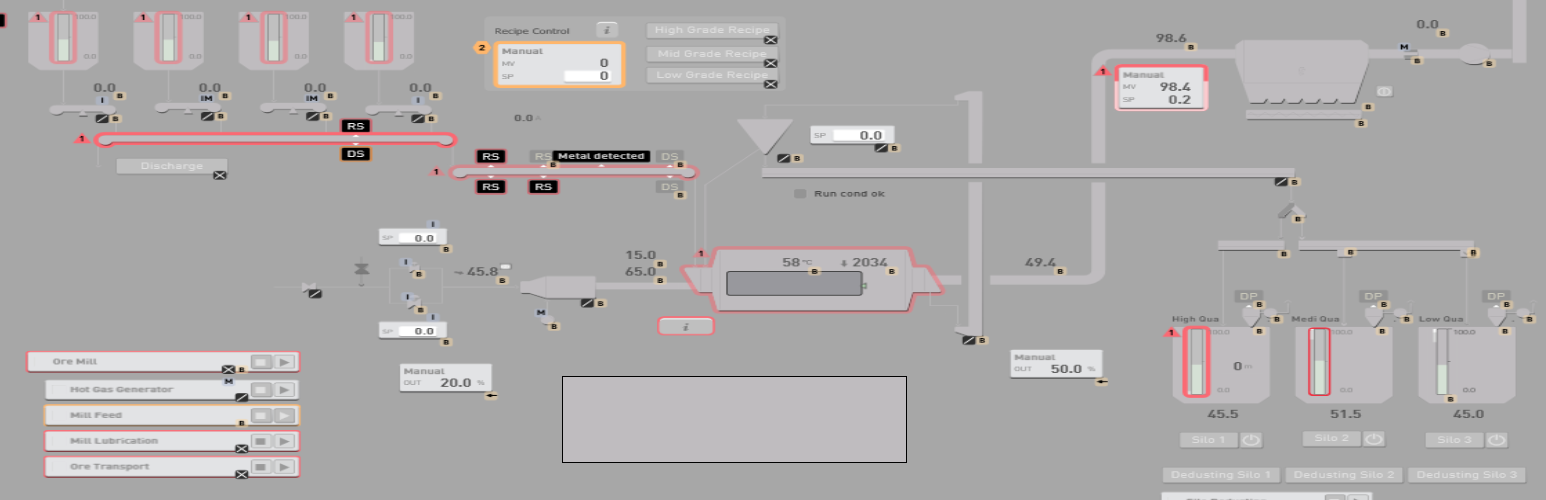 1 100.0 1 100.0 1 100.0 1 100.0
0.0 0.0 0.0 0.0
Recipe Control i
2 Manual
MV 0
SP 0
High Grade Recipe
Mid Grade Recipe
Low Grade Recipe
0.0 B 0.0 B 0.0 B 0.0 B
I IM IM I
B B B B
1 RS
DS
Discharge
0.0
1 RS RS Metal detected DS
B B
RS RS DS
B
SP 0.0
B
Run cond ok
98.6
B
1 Manual
MV 98.4
SP 0.2
0.0
B
M
B B
B
B
B
B
B
B B
I
SP 0.0
B
I
B
I
B
I
SP 0.0
B
45.8
B
15.0
B
65.0
B
B
M
B
1
58 °C 2034
B B
i
B
49.4
B
Manual
OUT 20.0 %
Manual
OUT 50.0 %
Ore Mill
B
M
Hot Gas Generator
Mill Feed
B
Mill Lubrication
Ore Transport
DP DP DP
B B B
B B B
B B B
High Qua Medi Qua Low Qua
1 100.0 100.0 100.0
0 m
0.0 0.0 0.0
B
45.5 51.5 45.0
Silo 1 Silo 2 Silo 3
Dedusting Silo 1 Dedusting Silo 2 Dedusting Silo 3
Silo Dedusting